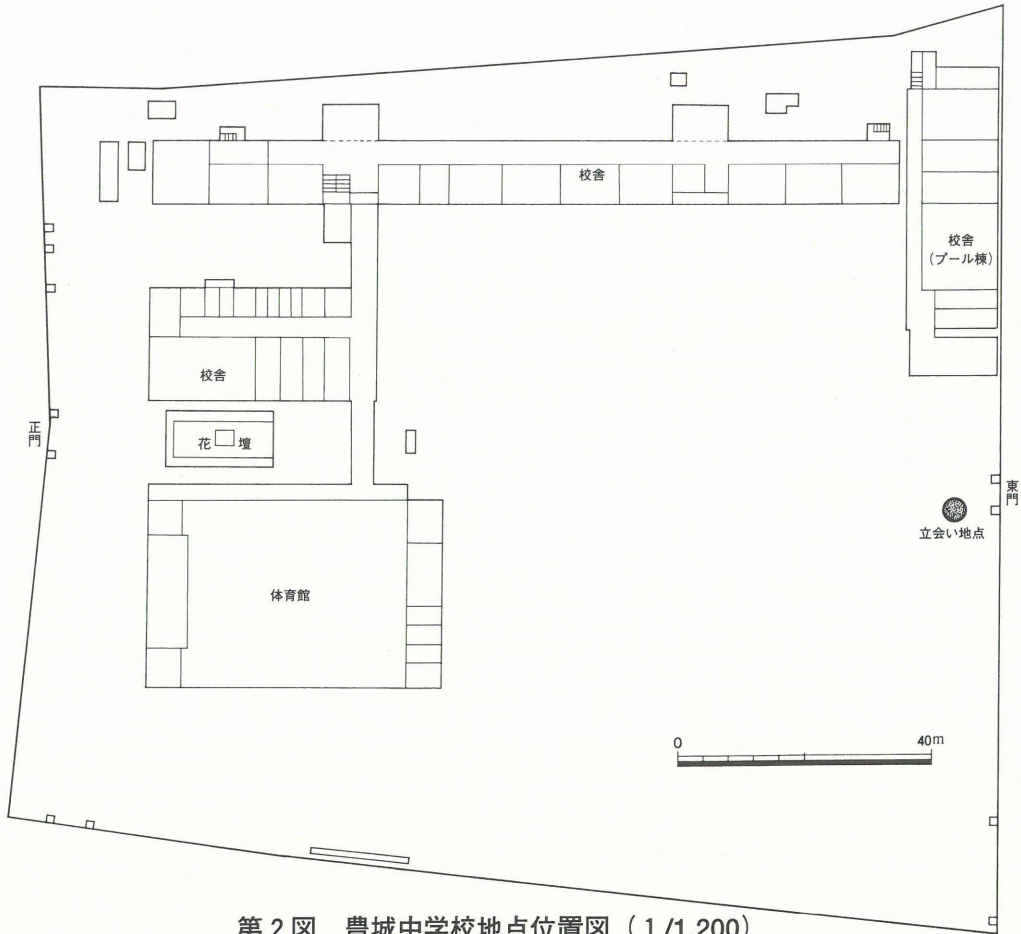 校舎
校舎
（プール棟）
校舎
正門
花壇
東門
立会い地点
体育館
0 40m
第2図 豊城中学校地点位置図（1/1,200）